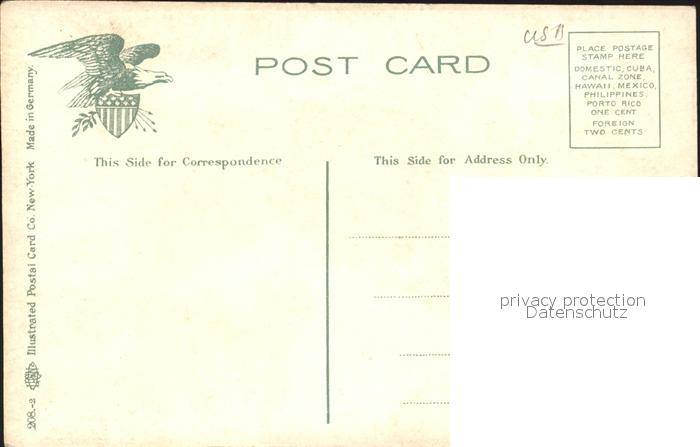 USA
POST CARD
PLACE POSTAGE
STAMP HERE
DOMESTIC, CUBA,
CANAL ZONE,
HAWAII, MEXICO,
PHILIPPINES.
PORTO RICO
ONE CENT
FOREIGN
TWO CENTS
This Side for Correspondence
This Side for Address Only.
208.-2 Illustrated Postal Card Co. New-York Made in Germany.
privacy protection
Datenschutz